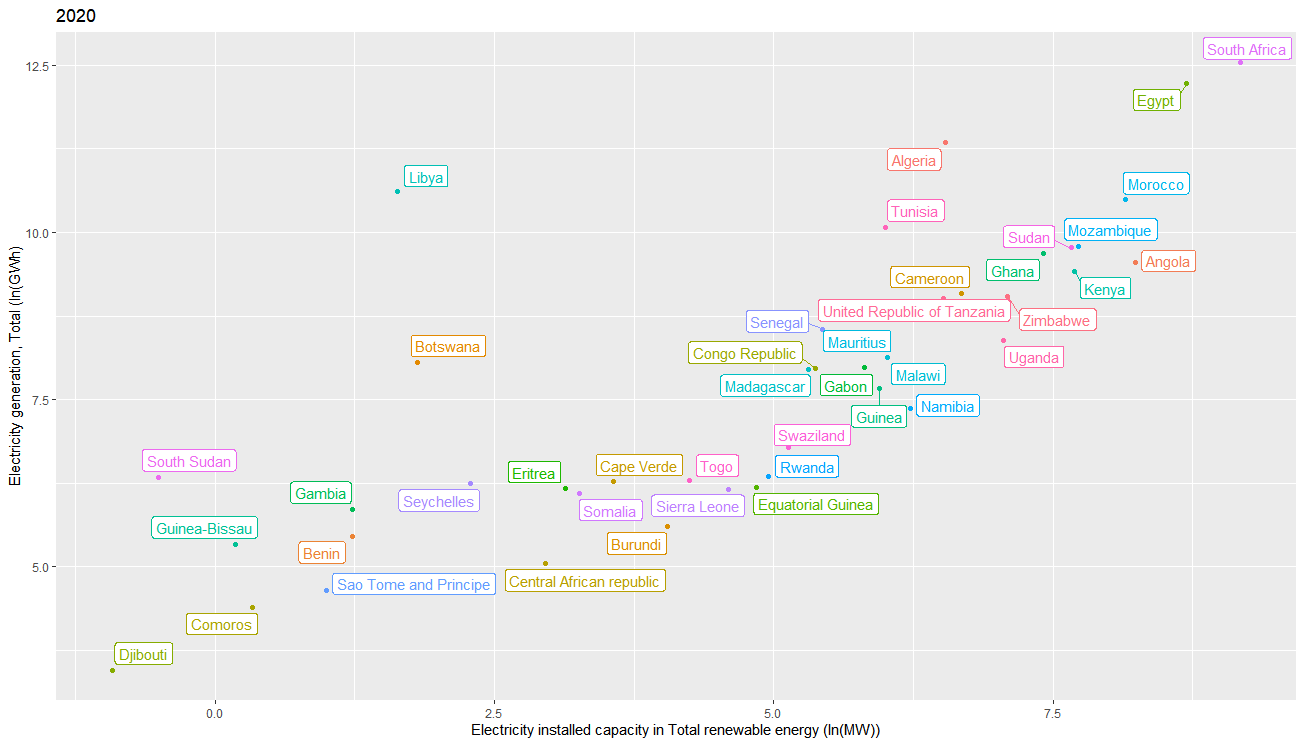 2020
South Africa
12.5
Egypt
Algeria
Libya
Morocco
Tunisia
Mozambique
10.0
Sudan
Angola
Ghana
Cameroon
Kenya
United Republic of Tanzania
Zimbabwe
Senegal
Mauritius
Botswana
Congo Republic
Uganda
Malawi
Madagascar
Gabon
7.5
Namibia
Guinea
Swaziland
South Sudan
Cape Verde
Togo
Rwanda
Eritrea
Gambia
Seychelles
Somalia
Sierra Leone
Equatorial Guinea
Guinea-Bissau
Burundi
Benin
5.0
Central African republic
Sao Tome and Principe
Comoros
Djibouti
Electricity generation, Total (ln(GWh))
0.0
2.5
5.0
7.5
Electricity installed capacity in Total renewable energy (ln(MW))